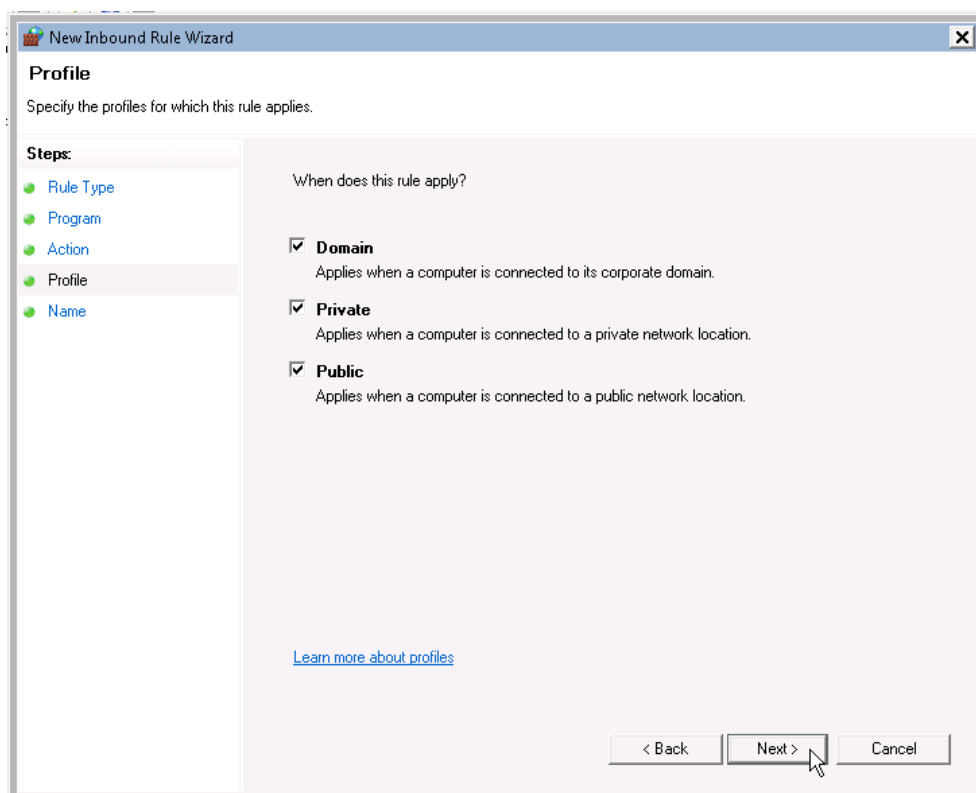 New Inbound Rule Wizard
Profile
Specify the profiles for which this rule applies.
Steps:
Rule Type
Program
Action
Profile
Name
When does this rule apply?
Domain
Applies when a computer is connected to its corporate domain.
Private
Applies when a computer is connected to a private network location.
Public
Applies when a computer is connected to a public network location.
Learn more about profiles
< Back
Next >
Cancel